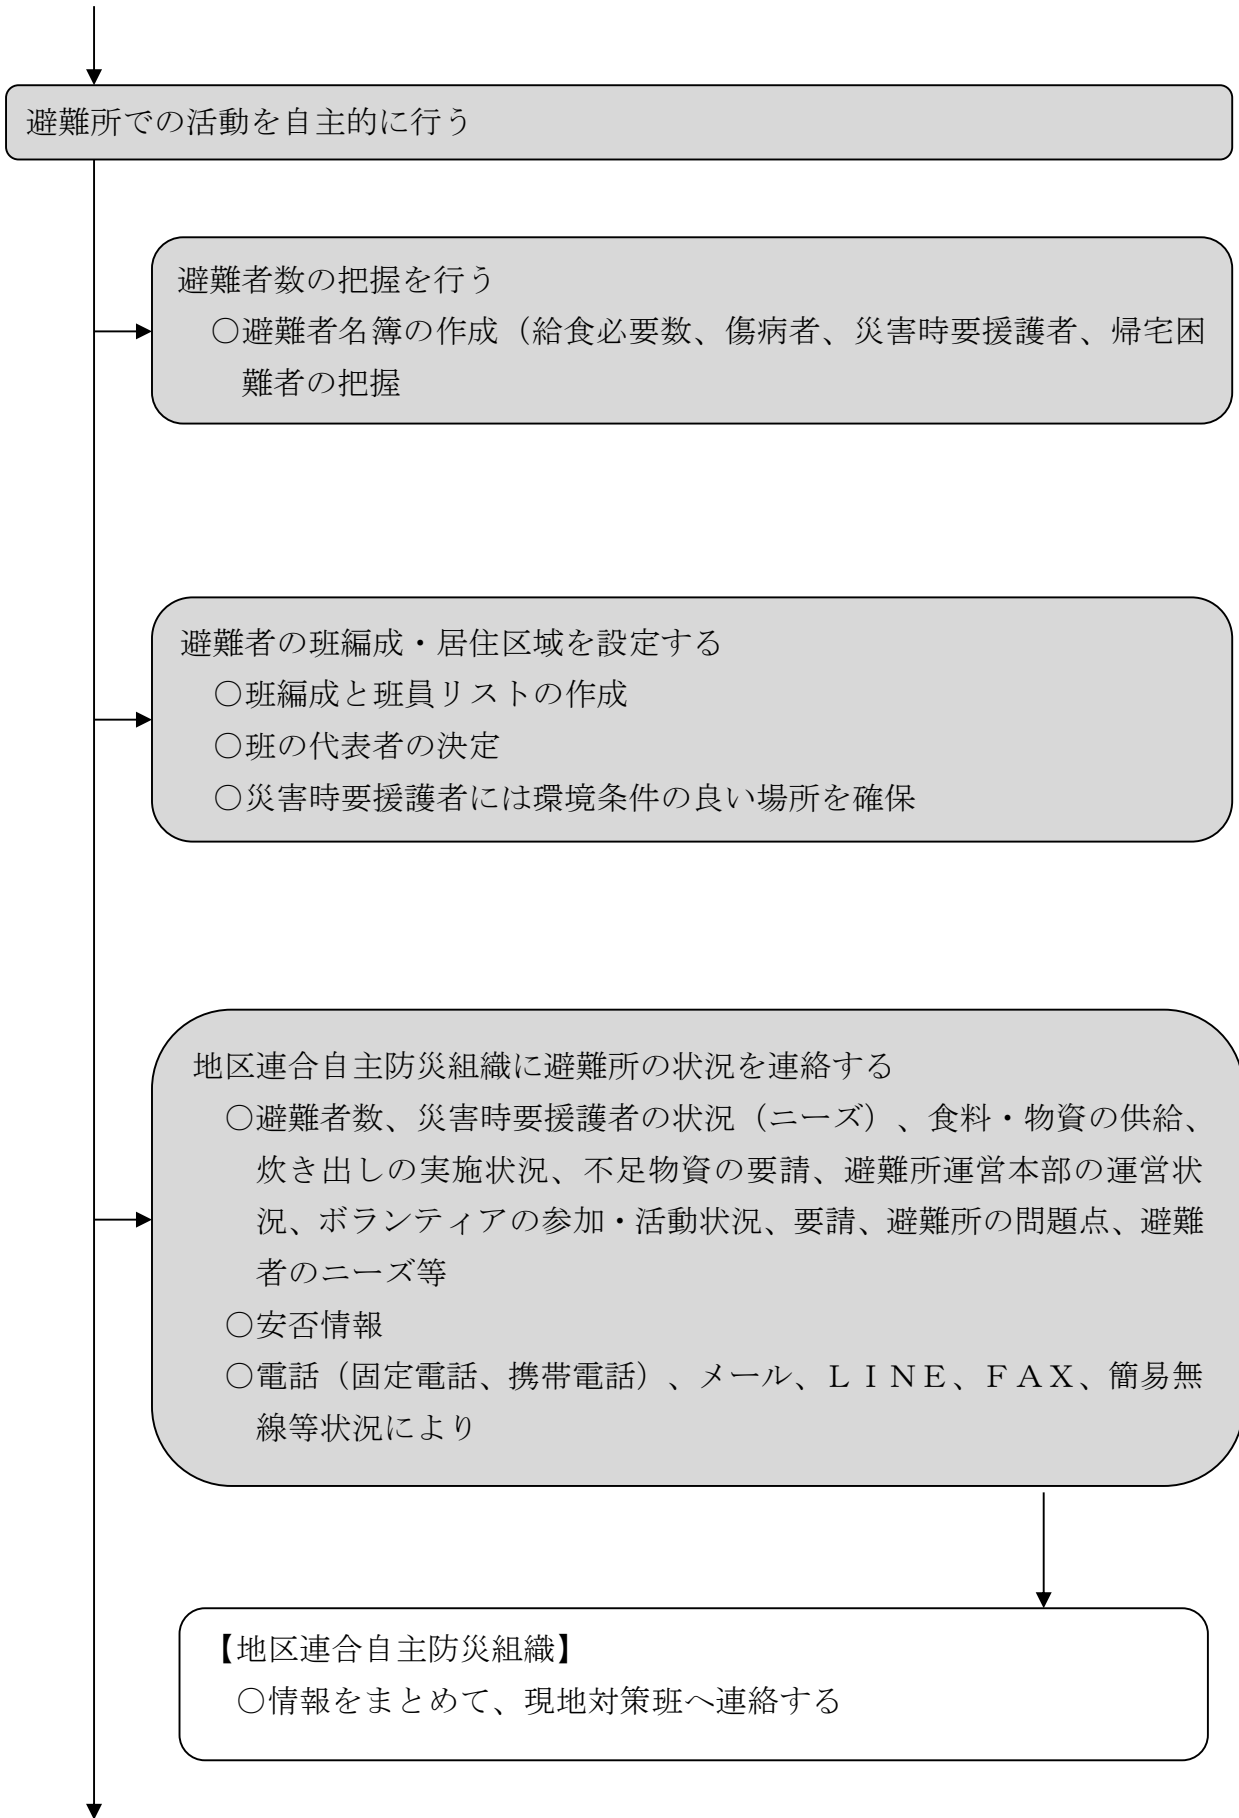 避難所での活動を自主的に行う
避難者数の把握を行う
○避難者名簿の作成（給食必要数、傷病者、災害時要援護者、帰宅困
難者の把握
避難者の班編成・居住区域を設定する
○班編成と班員リストの作成
○班の代表者の決定
○災害時要援護者には環境条件の良い場所を確保
地区連合自主防災組織に避難所の状況を連絡する
○避難者数、災害時要援護者の状況（ニーズ）、食料・物資の供給、
炊き出しの実施状況、不足物資の要請、避難所運営本部の運営状
況、ボランティアの参加・活動状況、要請、避難所の問題点、避難
者のニーズ等
○安否情報
○電話（固定電話、携帯電話）、メール、ＬＩＮＥ、ＦＡＸ、簡易無
線等状況により
【地区連合自主防災組織】
○情報をまとめて、現地対策班へ連絡する